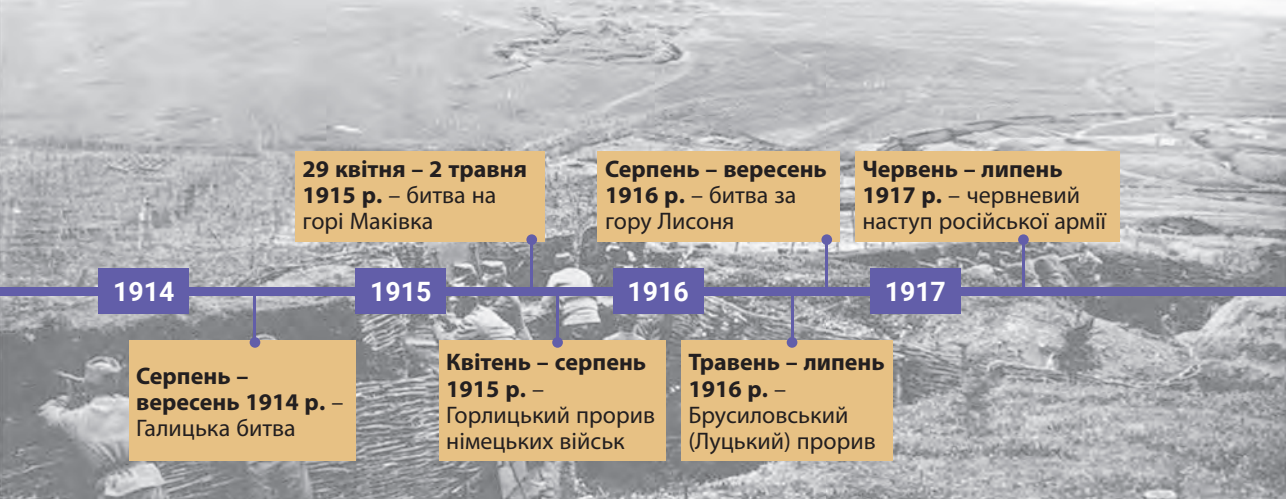 29 квітня – 2 травня
1915 р. – битва на
горі Маківка
Серпень – вересень
1916 р. – битва за
гору Лисоня
Червень – липень
1917 р. – червневий
наступ російської армії
1914
1915
1916
1917
Серпень –
вересень 1914 р. –
Галицька битва
Квітень – серпень
1915 р. –
Горлицький прорив
німецьких військ
Травень – липень
1916 р. –
Брусиловський
(Луцький) прорив